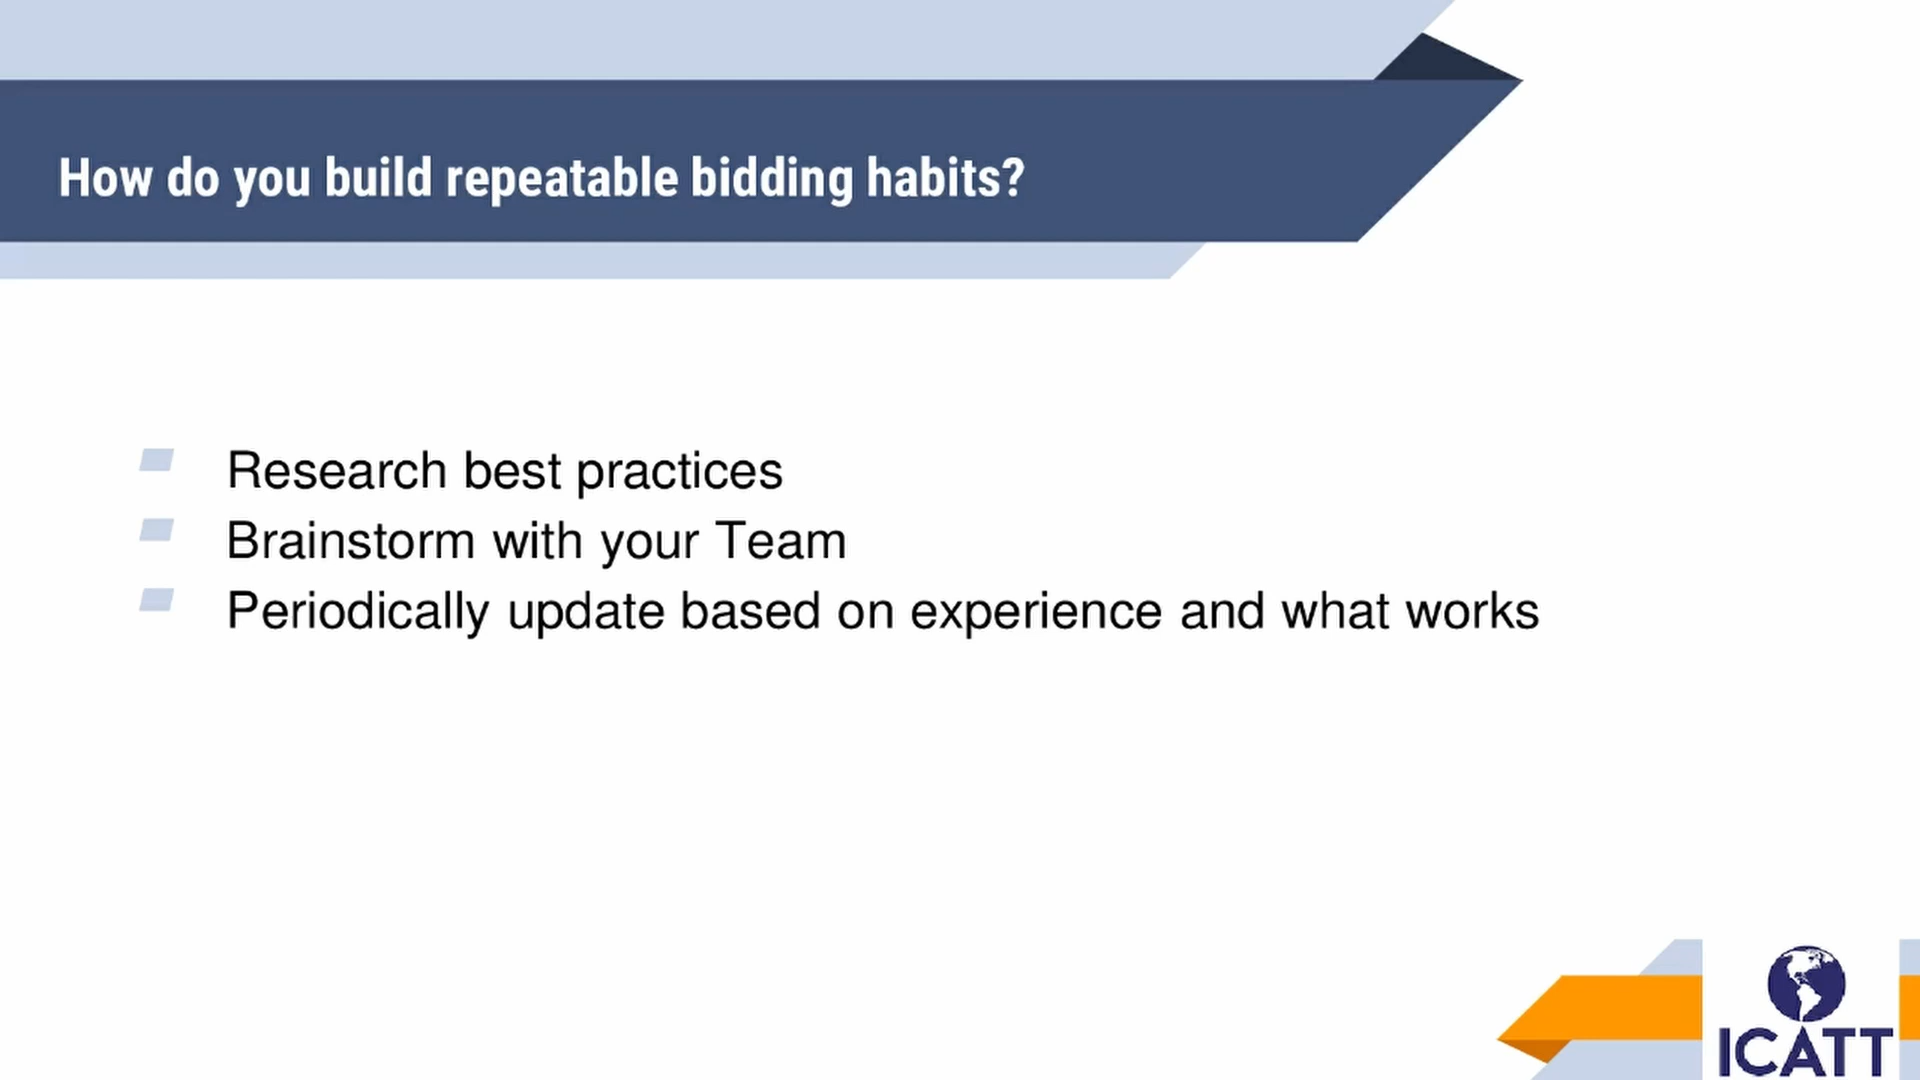 How do you build repeatable bidding habits?
Research best practices
Brainstorm with your Team
Periodically update based on experience and what works
ICATT